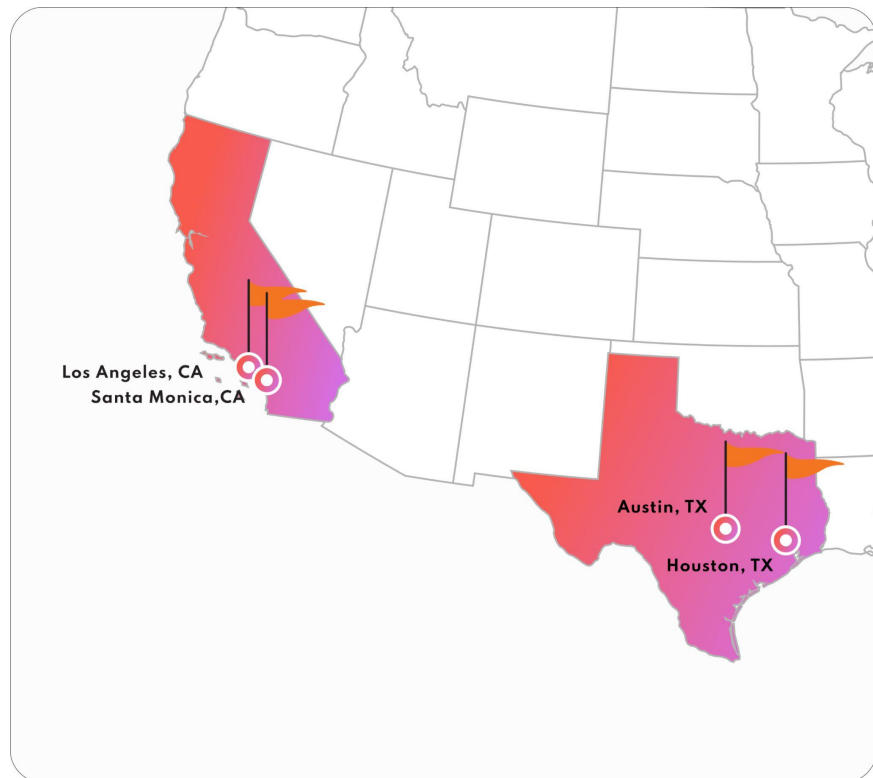 Los Angeles, CA
Santa Monica,CA
Austin, TX
Houston, TX